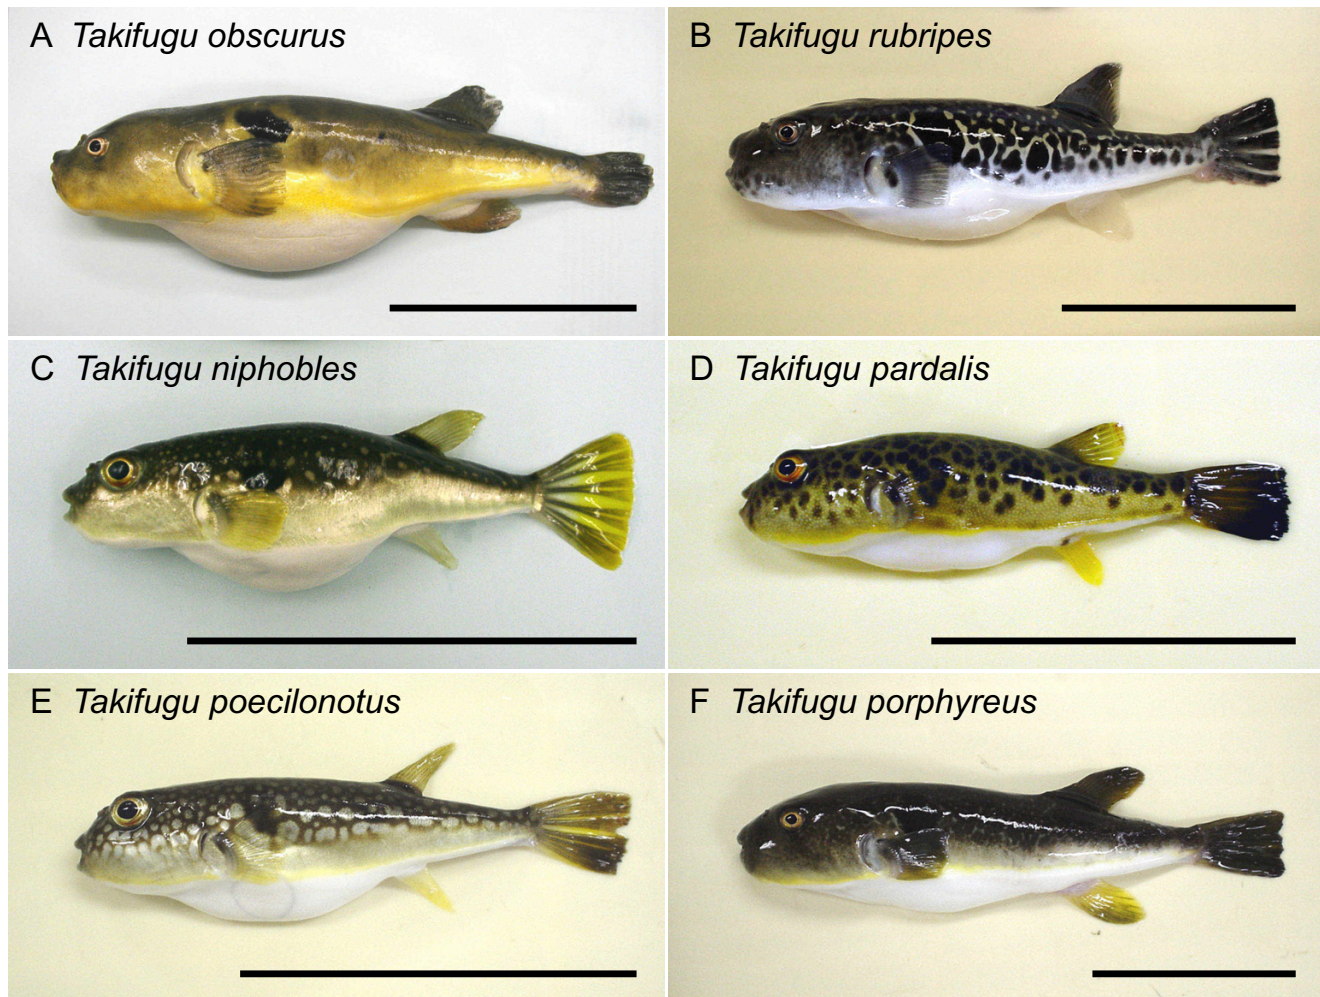 A Takifugu obscurus
B Takifugu rubripes
C Takifugu niphobles
D Takifugu pardalis
E Takifugu poecilonotus
F Takifugu porphyreus